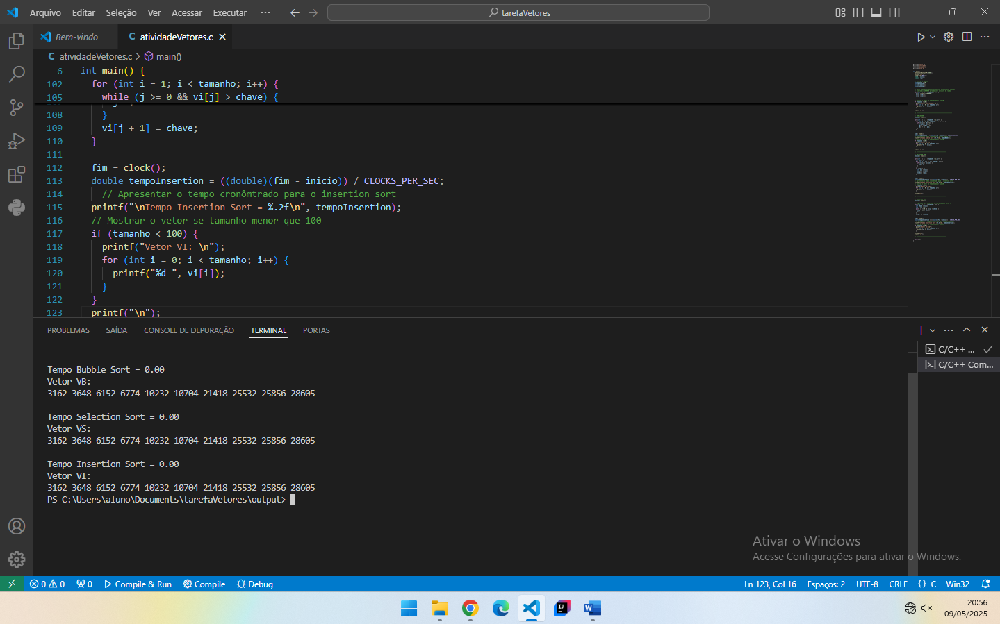 Arquivo Editar Seleção Ver Acessar Executar ··· tarefaVetores
Bem-vindo C atividadeVetores.c
C atividadeVetores.c > main()
6 int main() {
102 for (int i = 1; i < tamanho; i++) {
105 while (j >= 0 && vi[j] > chave) {
108 }
109 vi[j + 1] = chave;
110 }
111
112 fim = clock();
113 double tempoInsertion = ((double)(fim - inicio)) / CLOCKS_PER_SEC;
114 // Apresentar o tempo cronômtrado para o insertion sort
115 printf("\nTempo Insertion Sort = %.2f\n", tempoInsertion);
116 // Mostrar o vetor se tamanho menor que 100
117 if (tamanho < 100) {
118 printf("Vetor VI: \n");
119 for (int i = 0; i < tamanho; i++) {
120 printf("%d ", vi[i]);
121 }
122 }
123 printf("\n");
PROBLEMAS SAÍDA CONSOLE DE DEPURAÇÃO TERMINAL PORTAS
C/C++ ...
C/C++ Com...
Tempo Bubble Sort = 0.00
Vetor VB:
3162 3648 6152 6774 10232 10704 21418 25532 25856 28605
Tempo Selection Sort = 0.00
Vetor VS:
3162 3648 6152 6774 10232 10704 21418 25532 25856 28605
Tempo Insertion Sort = 0.00
Vetor VI:
3162 3648 6152 6774 10232 10704 21418 25532 25856 28605
PS C:\Users\aluno\Documents\tarefaVetores\output>
Ativar o Windows
Acesse Configurações para ativar o Windows.
0 0 0 Compile & Run Compile Debug Ln 123, Col 16 Espaços: 2 UTF-8 CRLF {} C Win32
20:56
09/05/2025